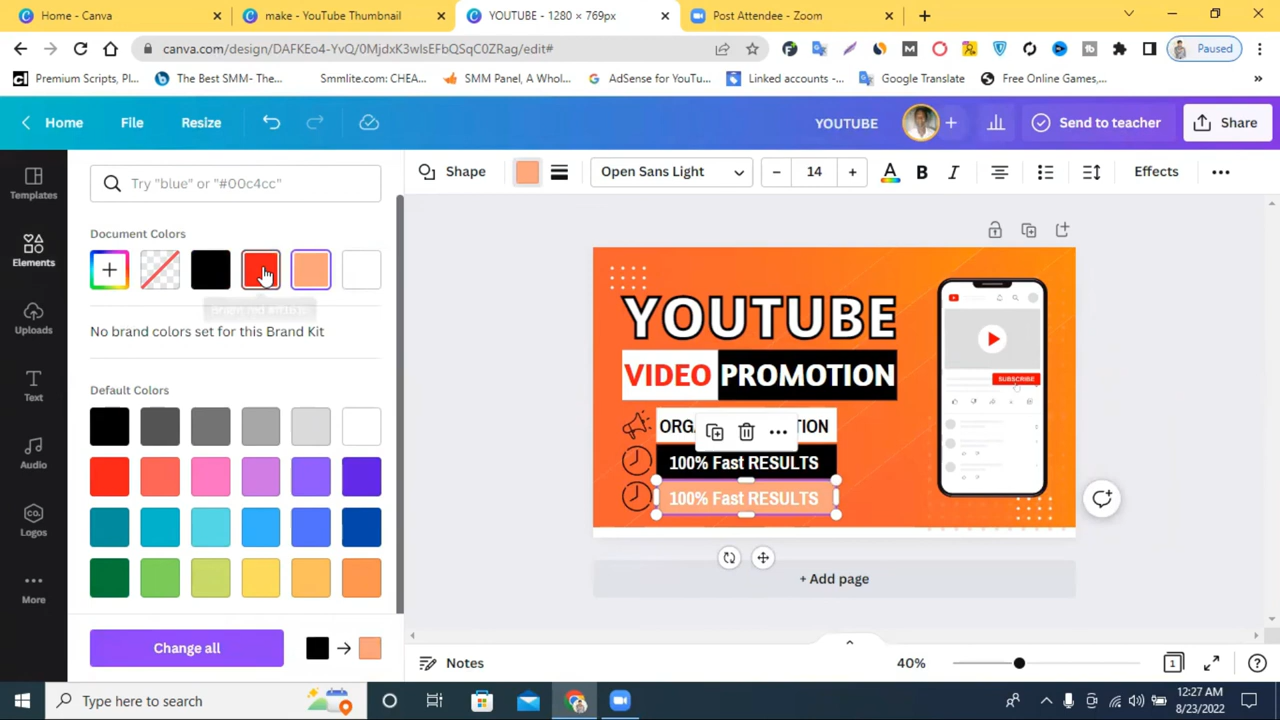 Home - Canva
make - YouTube Thumbnail
YOUTUBE - 1280 × 769px
Post Attendee - Zoom
canva.com/design/DAFKEo4-YvQ/0MjdxK3wlsEFbQSqC0ZRag/edit#
Paused
Premium Scripts, Pl...
The Best SMM- The...
Smmlite.com: CHEA...
SMM Panel, A Whol...
AdSense for YouTu...
Linked accounts -...
Google Translate
Free Online Games,...
Home
File
Resize
YOUTUBE
Send to teacher
Share
Templates
Elements
Uploads
Text
Audio
Logos
More
Try "blue" or "#00c4cc"
Document Colors
No brand colors set for this Brand Kit
Default Colors
Change all
Shape
Open Sans Light
14
A
B
I
Effects
YOUTUBE
VIDEO PROMOTION
ORGA TION
100% Fast RESULTS
100% Fast RESULTS
SUBSCRIBE
+ Add page
Notes
40%
1
Type here to search
12:27 AM
8/23/2022